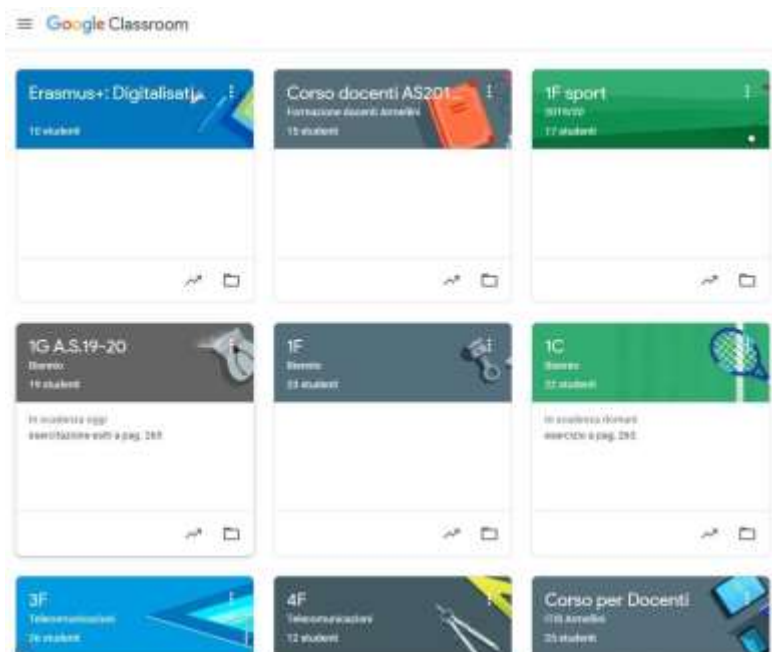 Google Classroom
Erasmus+: Digitalisati...
10 studenti
Corso docenti AS201...
Formazione docenti Armellini
15 studenti
1F sport
2019/20
17 studenti
1G A.S.19-20
Biennio
19 studenti
In scadenza oggi
esercitazione exit a pag. 265
1F
Biennio
23 studenti
1C
Biennio
22 studenti
In scadenza domani
esercizio a pag. 265
3F
Telecomunicazioni
26 studenti
4F
Telecomunicazioni
12 studenti
Corso per Docenti
ITIS Armellini
35 studenti